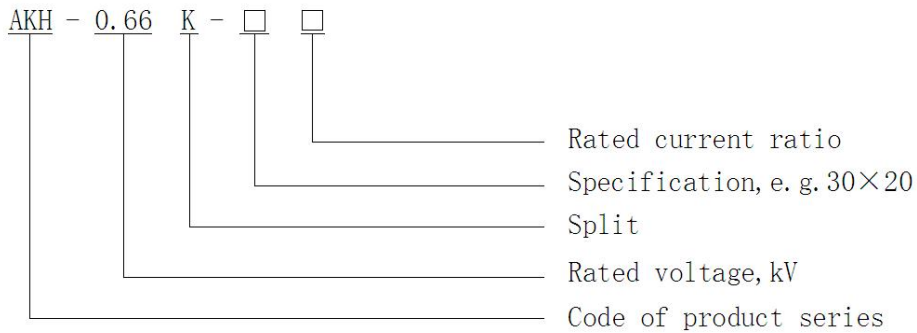 AKH - 0.66 K - □ □
Rated current ratio
Specification,e.g.30×20
Split
Rated voltage,kV
Code of product series